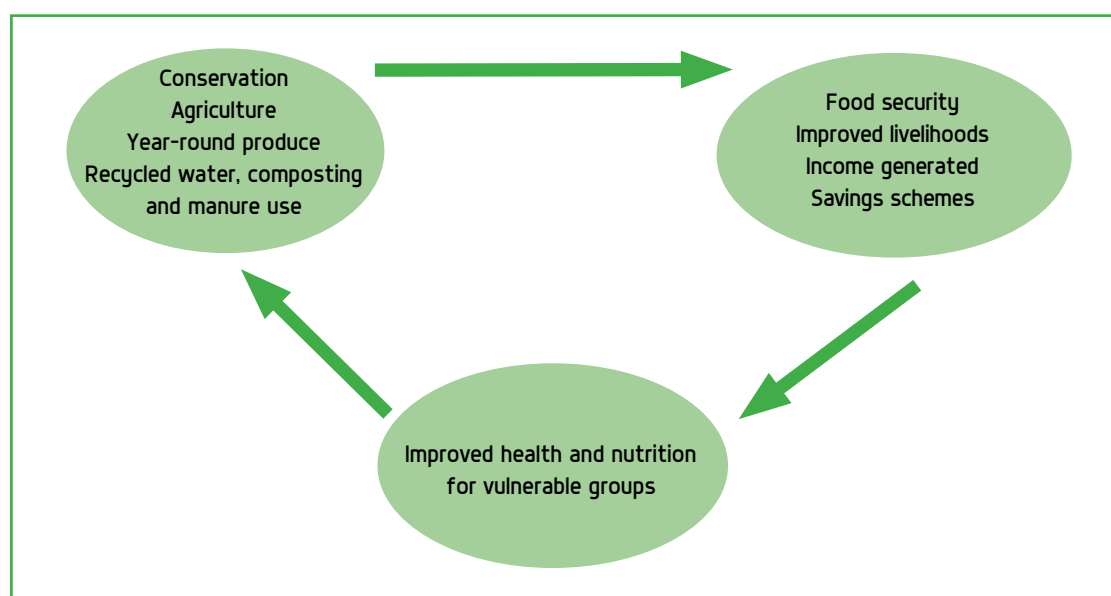 Conservation
Agriculture
Year-round produce
Recycled water, composting
and manure use
Food security
Improved livelihoods
Income generated
Savings schemes
Improved health and nutrition
for vulnerable groups